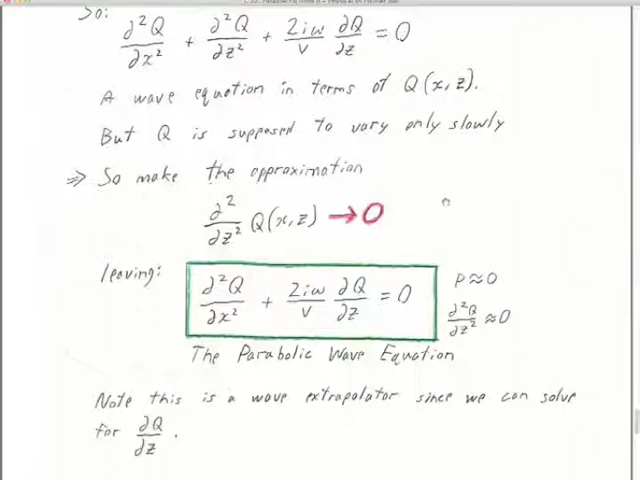 So:
∂²Q/∂x² + ∂²Q/∂z² + 2iω/v ∂Q/∂z = 0
A wave equation in terms of Q(x,z).
But Q is supposed to vary only slowly
⇒ So make the approximation
∂²/∂z² Q(x,z) → 0
leaving:
∂²Q/∂x² + 2iω/v ∂Q/∂z = 0
P≈0
∂²Q/∂z² ≈0
The Parabolic Wave Equation
Note this is a wave extrapolator since we can solve
for ∂Q/∂z .